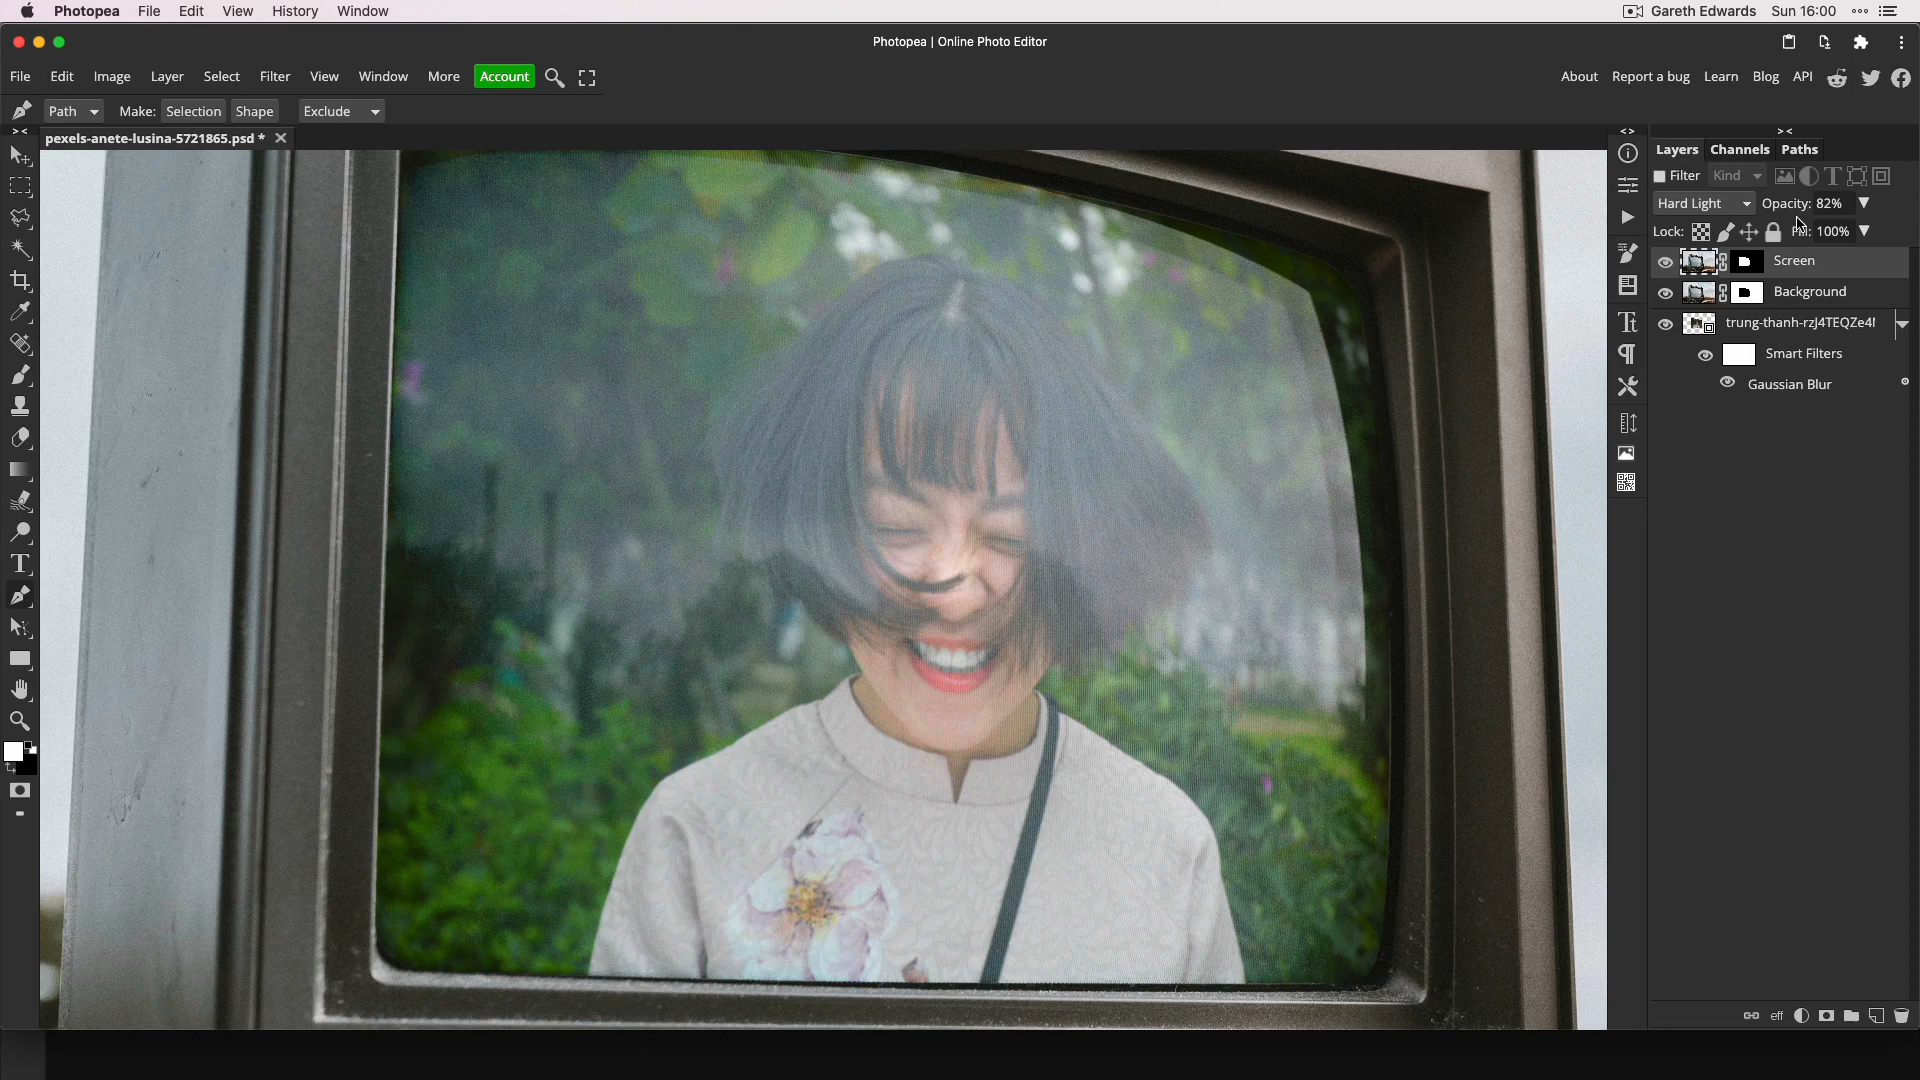 Photopea File Edit View History Window
Gareth Edwards Sun 16:00
Photopea | Online Photo Editor
File Edit Image Layer Select Filter View Window More Account
About Report a bug Learn Blog API
Path Make: Selection Shape Exclude
pexels-anete-lusina-5721865.psd *
Layers Channels Paths
Filter Kind
Hard Light Opacity: 82%
Lock: Fill: 100%
Screen
Background
trung-thanh-rzJ4TEQZe4I
Smart Filters
Gaussian Blur
eff